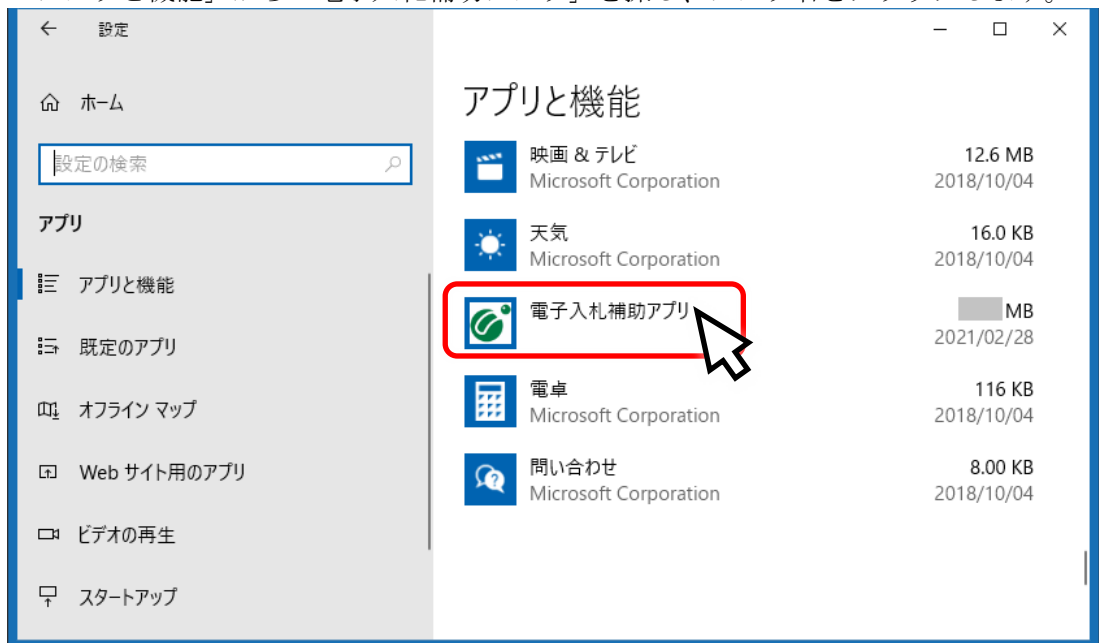 設定
ホーム
設定の検索
アプリ
アプリと機能
既定のアプリ
オフライン マップ
Web サイト用のアプリ
ビデオの再生
スタートアップ
アプリと機能
映画 & テレビ 12.6 MB
Microsoft Corporation 2018/10/04
天気 16.0 KB
Microsoft Corporation 2018/10/04
電子入札補助アプリ MB
2021/02/28
電卓 116 KB
Microsoft Corporation 2018/10/04
問い合わせ 8.00 KB
Microsoft Corporation 2018/10/04